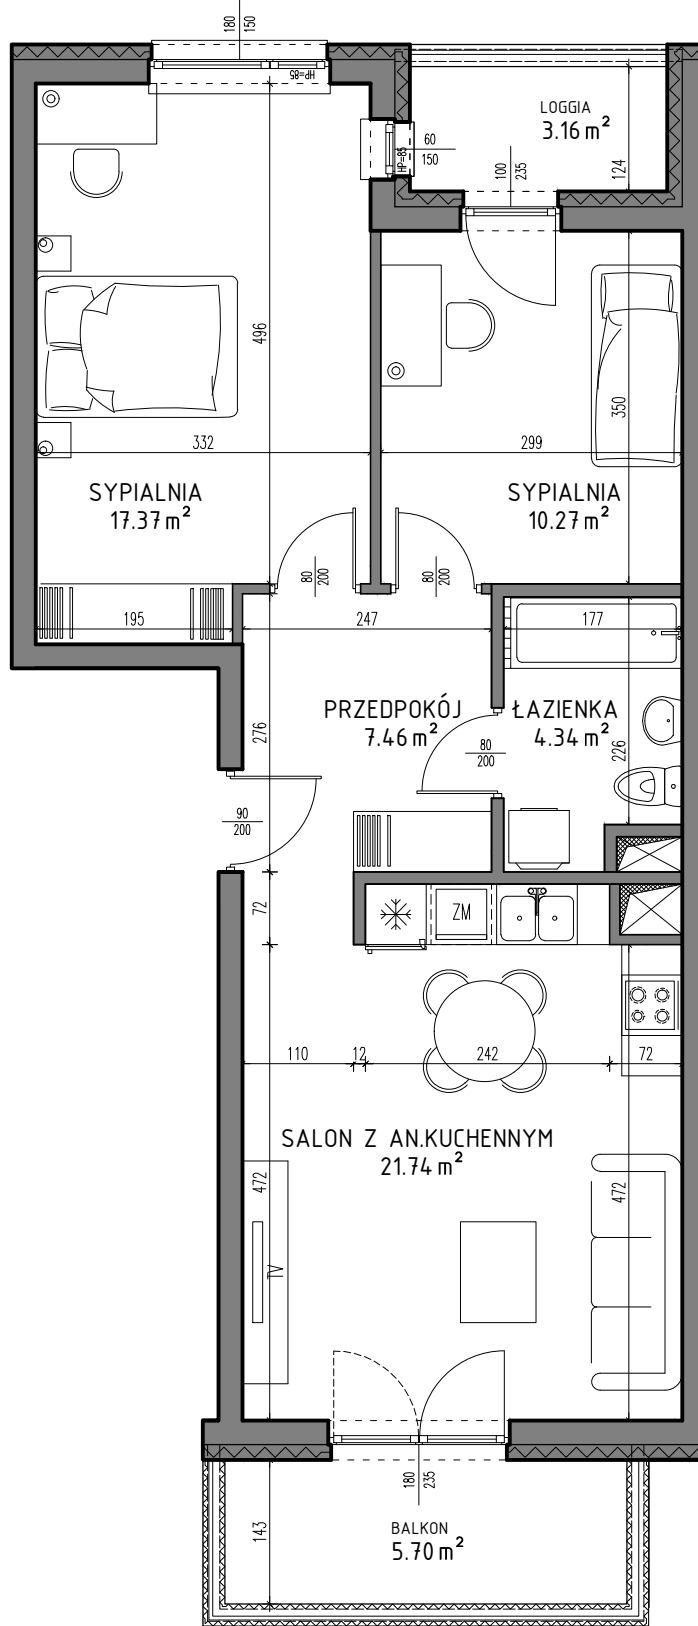 180
150
HP=85
LOGGIA
3.16 m²
60
150
HP=85
100
235
124
496
350
332
299
SYPIALNIA
17.37 m²
SYPIALNIA
10.27 m²
80
200
80
200
195
247
177
PRZEDPOKÓJ
7.46 m²
ŁAZIENKA
4.34 m²
276
226
80
200
90
200
72
ZM
110
12
242
72
SALON Z AN.KUCHENNYM
21.74 m²
472
472
TV
180
235
143
BALKON
5.70 m²